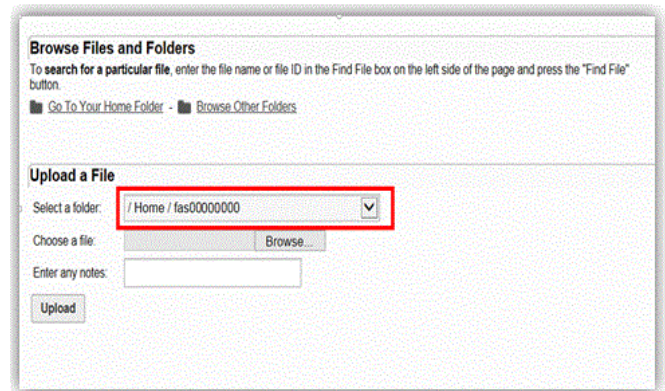 Browse Files and Folders
To search for a particular file, enter the file name or file ID in the Find File box on the left side of the page and press the "Find File"
button.
Go To Your Home Folder - Browse Other Folders
Upload a File
Select a folder: / Home / fas00000000
Choose a file: Browse...
Enter any notes:
Upload